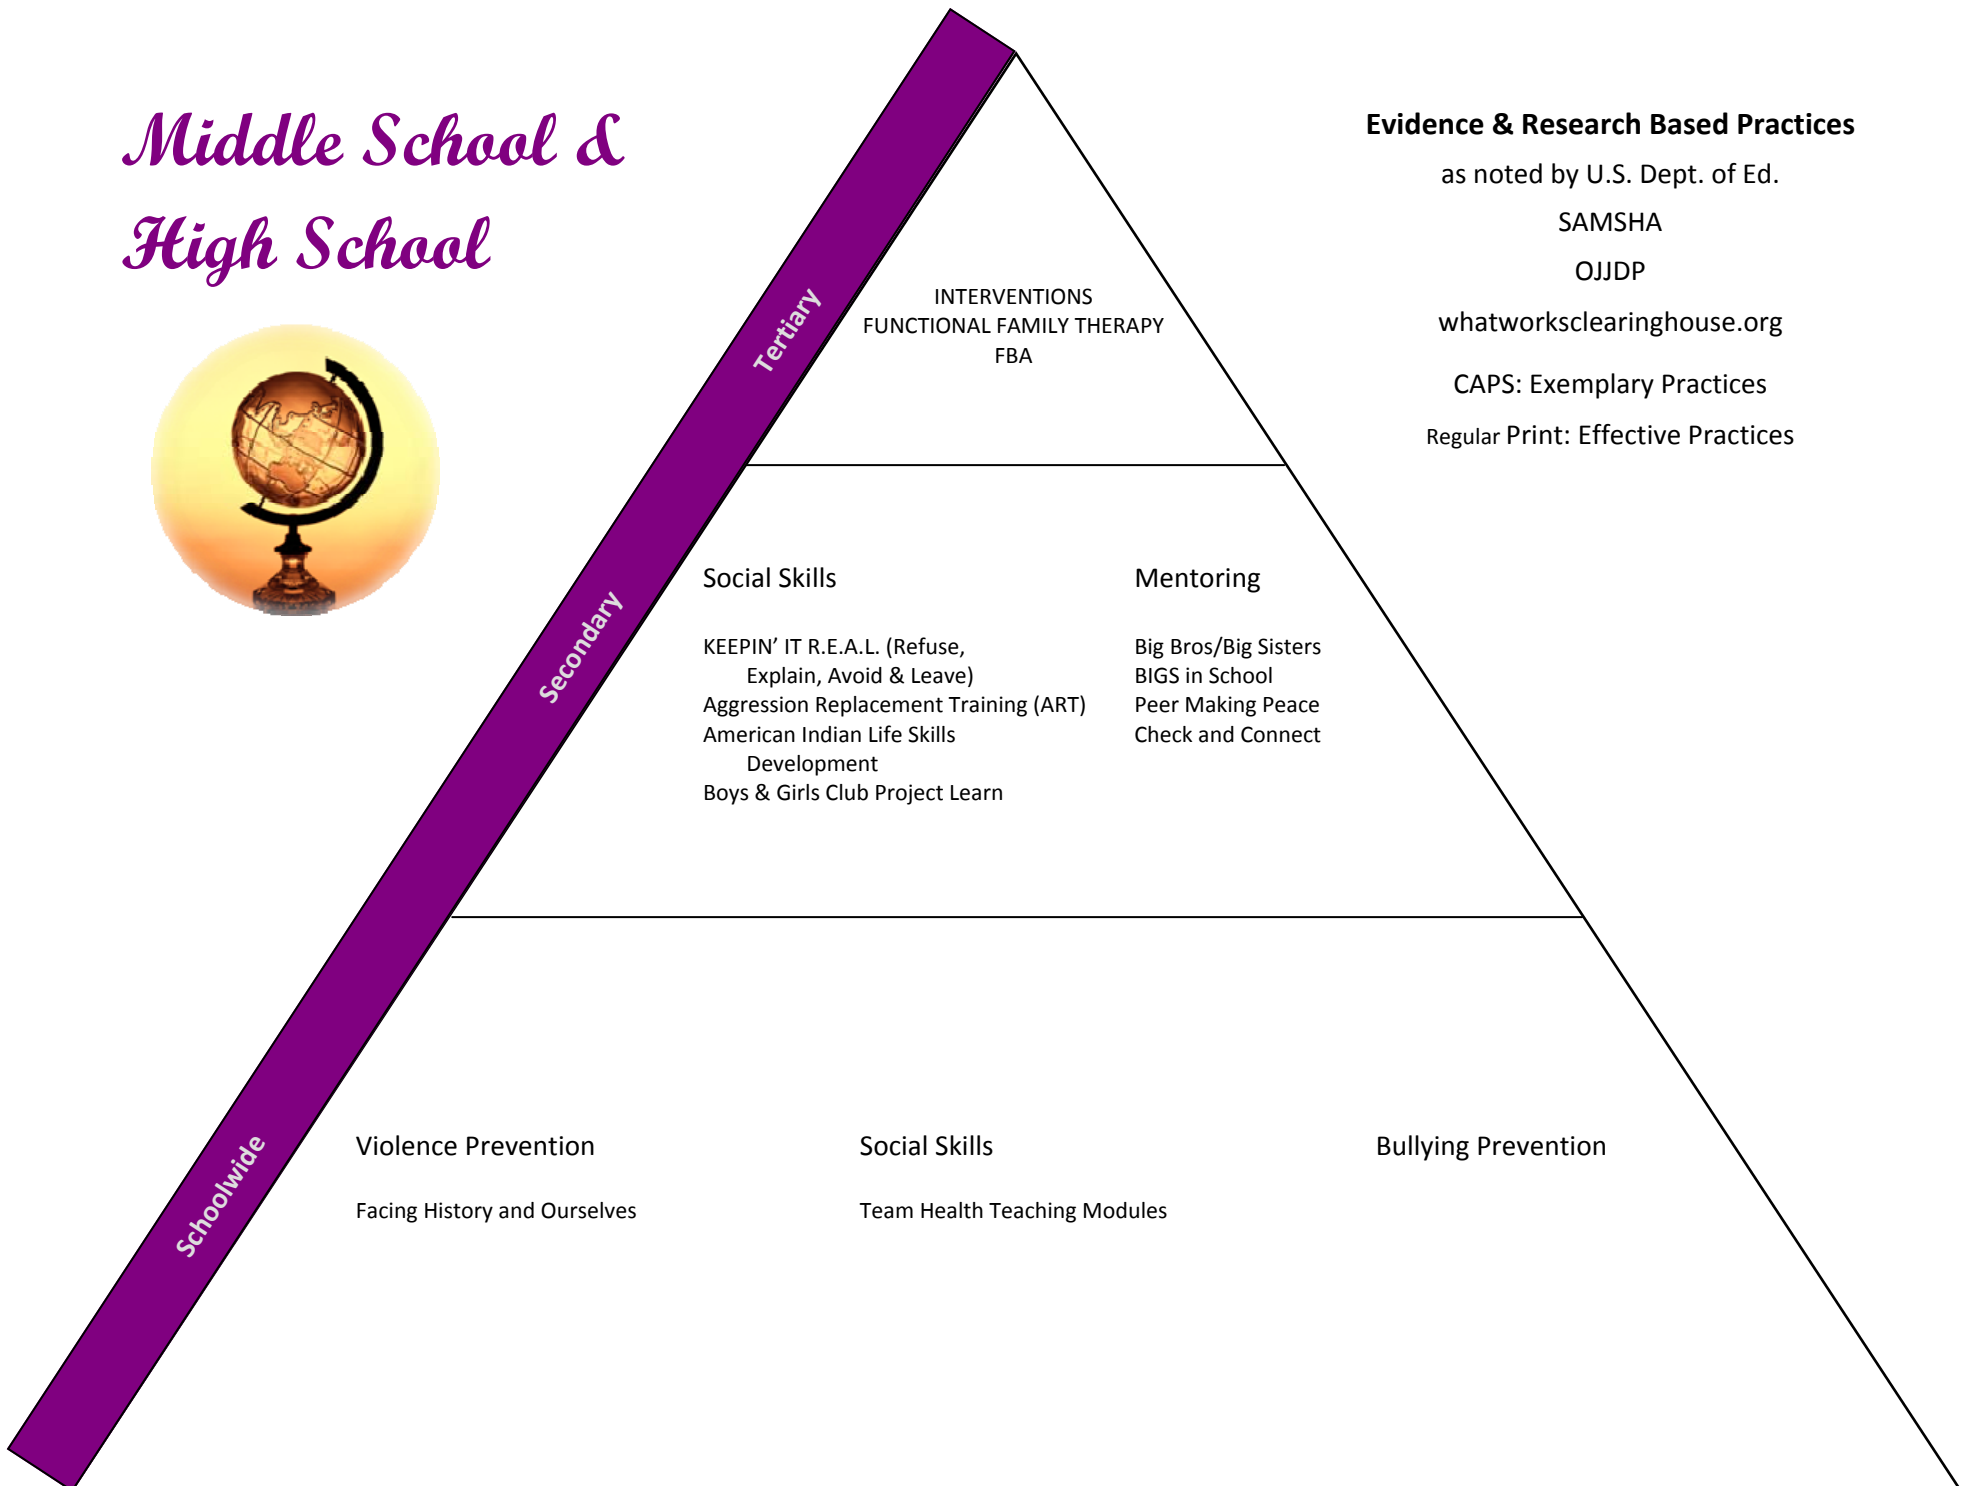 Middle School &
High School
Evidence & Research Based Practices
as noted by U.S. Dept. of Ed.
SAMSHA
OJJDP
whatworksclearinghouse.org
CAPS: Exemplary Practices
Regular Print: Effective Practices
Tertiary
INTERVENTIONS
FUNCTIONAL FAMILY THERAPY
FBA
Secondary
Social Skills
KEEPIN’ IT R.E.A.L. (Refuse,
Explain, Avoid & Leave)
Aggression Replacement Training (ART)
American Indian Life Skills
Development
Boys & Girls Club Project Learn
Mentoring
Big Bros/Big Sisters
BIGS in School
Peer Making Peace
Check and Connect
Schoolwide
Violence Prevention
Facing History and Ourselves
Social Skills
Team Health Teaching Modules
Bullying Prevention